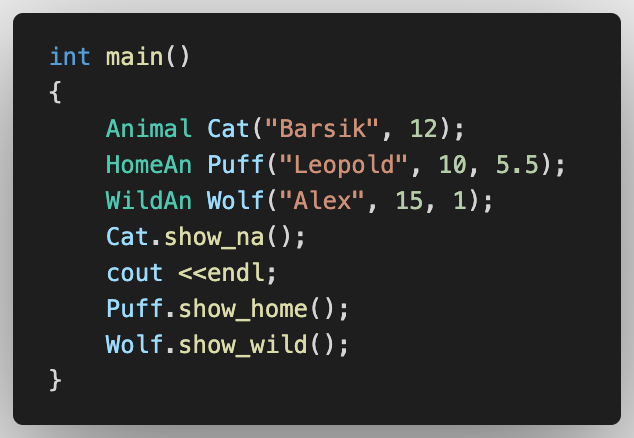 int main()
{
    Animal Cat("Barsik", 12);
    HomeAn Puff("Leopold", 10, 5.5);
    WildAn Wolf("Alex", 15, 1);
    Cat.show_na();
    cout <<endl;
    Puff.show_home();
    Wolf.show_wild();
}